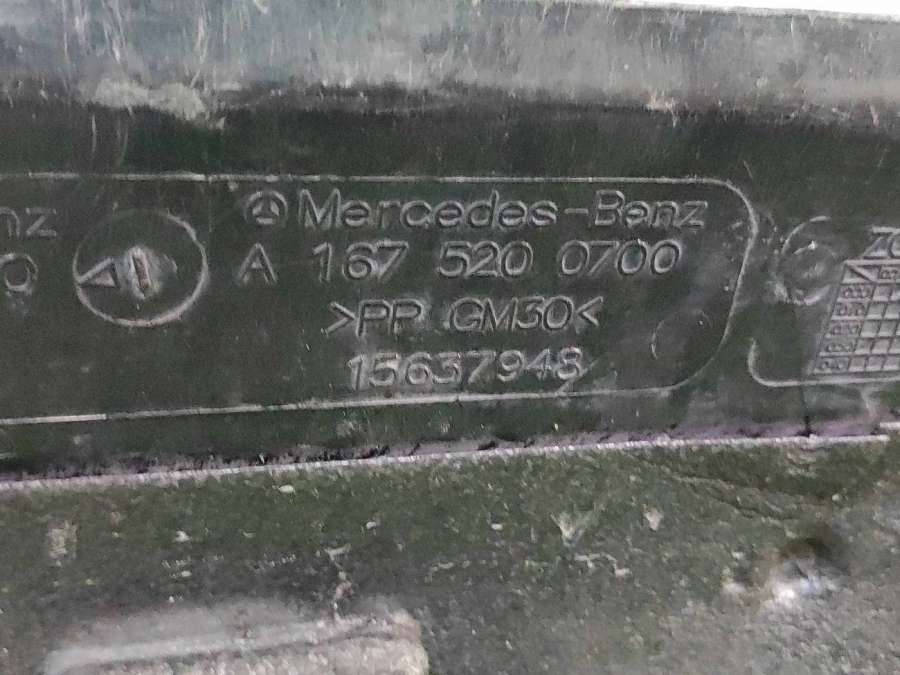 Mercedes-Benz
A 167 520 0700
>PP GM30<
15637948